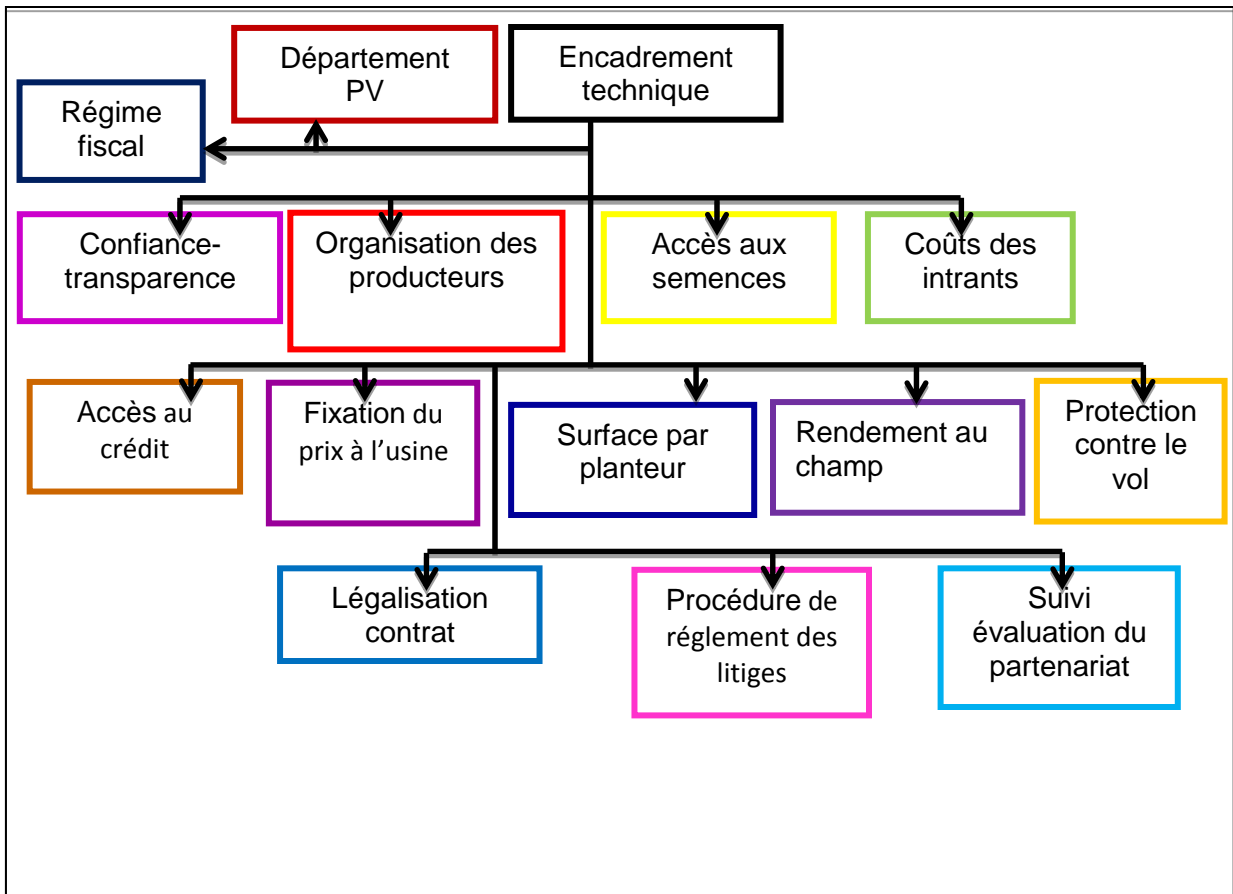 Département
PV
Encadrement
technique
Régime
fiscal
Confiance-
transparence
Organisation des
producteurs
Accès aux
semences
Coûts des
intrants
Accès au
crédit
Fixation du
prix à l’usine
Surface par
planteur
Rendement au
champ
Protection
contre le
vol
Légalisation
contrat
Procédure de
réglement des
litiges
Suivi
évaluation du
partenariat